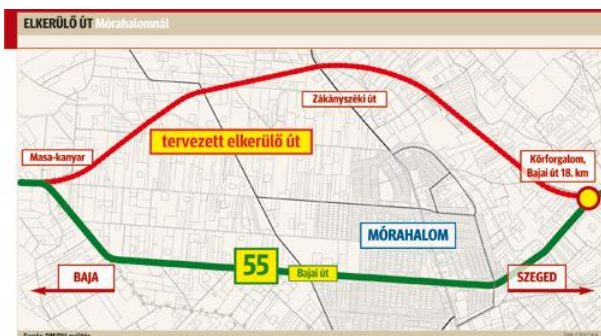 ELKERÜLŐ ÚT Mórahalomnál
Zákányszéki út
tervezett elkerülő út
Masa-kanyar
Körforgalom,
Bajai út 18. km
MÓRAHALOM
55
Bajai út
BAJA
SZEGED